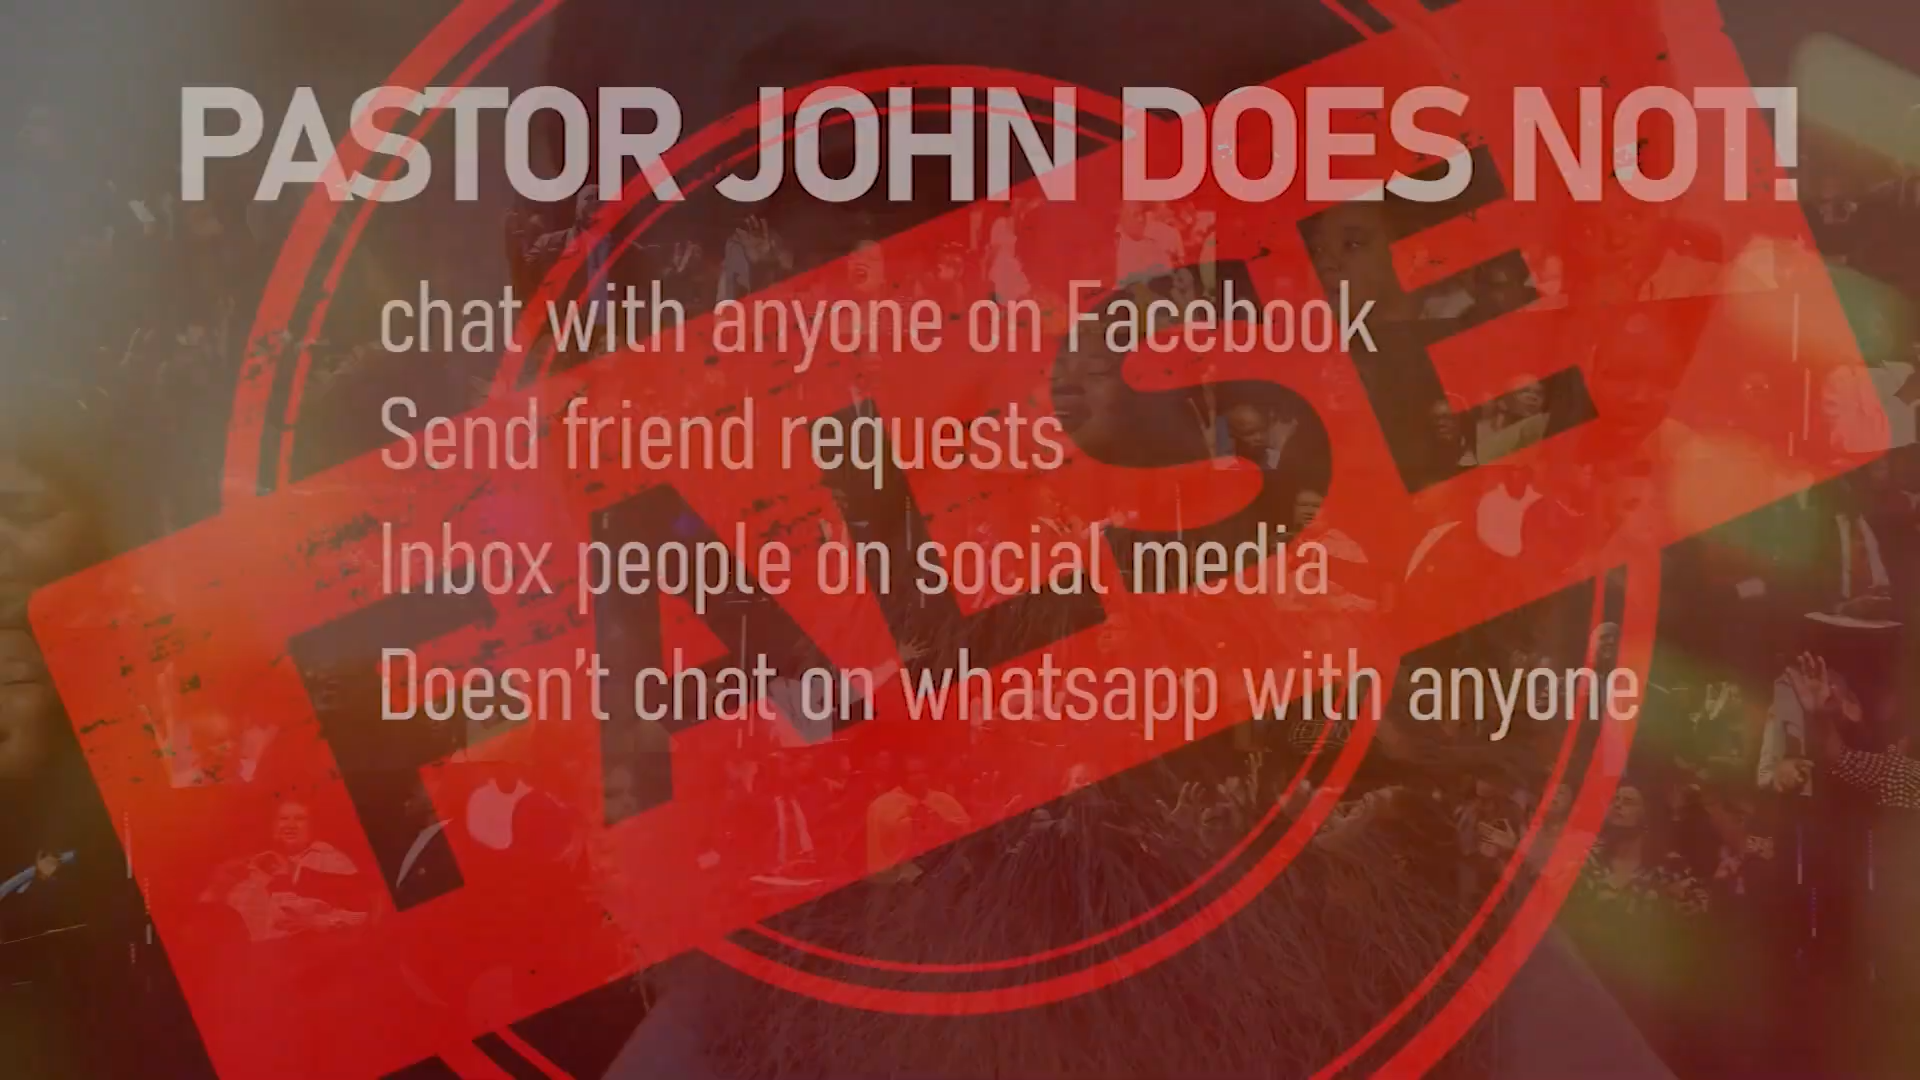 PASTOR JOHN DOES NOT!
chat with anyone on Facebook
Send friend requests
Inbox people on social media
Doesn't chat on whatsapp with anyone
FALSE